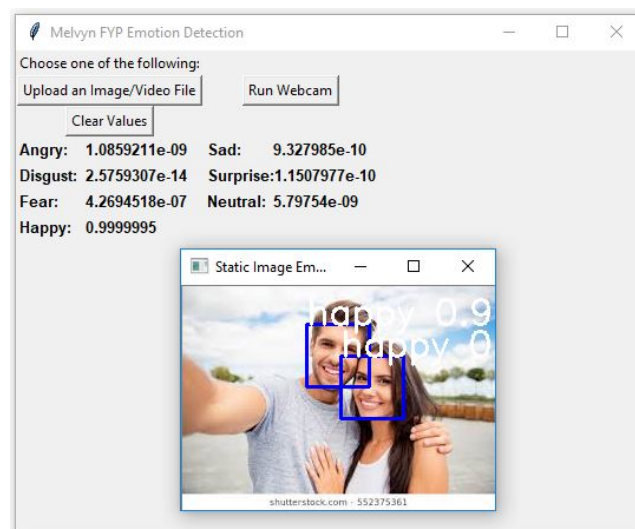 Melvyn FYP Emotion Detection
Choose one of the following:
Upload an Image/Video File Run Webcam
Clear Values
Angry: 1.0859211e-09 Sad: 9.327985e-10
Disgust: 2.5759307e-14 Surprise:1.1507977e-10
Fear: 4.2694518e-07 Neutral: 5.79754e-09
Happy: 0.9999995
Static Image Em...
happy 0.9
happy 0
shutterstock.com · 552375361